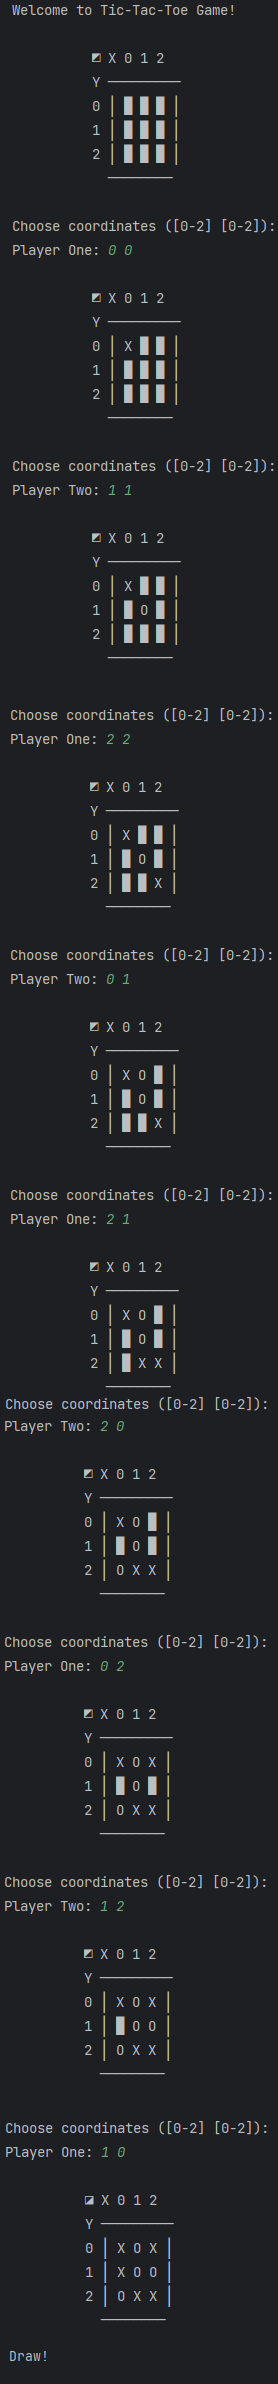 Welcome to Tic-Tac-Toe Game!
◩ X 0 1 2
Y ─────────
0 │ █ █ █ │
1 │ █ █ █ │
2 │ █ █ █ │
────────
Choose coordinates ([0-2] [0-2]):
Player One: 0 0
◩ X 0 1 2
Y ─────────
0 │ X █ █ │
1 │ █ █ █ │
2 │ █ █ █ │
────────
Choose coordinates ([0-2] [0-2]):
Player Two: 1 1
◩ X 0 1 2
Y ─────────
0 │ X █ █ │
1 │ █ O █ │
2 │ █ █ █ │
────────
Choose coordinates ([0-2] [0-2]):
Player One: 2 2
◩ X 0 1 2
Y ─────────
0 │ X █ █ │
1 │ █ O █ │
2 │ █ █ X │
────────
Choose coordinates ([0-2] [0-2]):
Player Two: 0 1
◩ X 0 1 2
Y ─────────
0 │ X O █ │
1 │ █ O █ │
2 │ █ █ X │
────────
Choose coordinates ([0-2] [0-2]):
Player One: 2 1
◩ X 0 1 2
Y ─────────
0 │ X O █ │
1 │ █ O █ │
2 │ █ X X │
────────
Choose coordinates ([0-2] [0-2]):
Player Two: 2 0
◩ X 0 1 2
Y ─────────
0 │ X O █ │
1 │ █ O █ │
2 │ O X X │
────────
Choose coordinates ([0-2] [0-2]):
Player One: 0 2
◩ X 0 1 2
Y ─────────
0 │ X O X │
1 │ █ O █ │
2 │ O X X │
────────
Choose coordinates ([0-2] [0-2]):
Player Two: 1 2
◩ X 0 1 2
Y ─────────
0 │ X O X │
1 │ █ O O │
2 │ O X X │
────────
Choose coordinates ([0-2] [0-2]):
Player One: 1 0
◪ X 0 1 2
Y ─────────
0 │ X O X │
1 │ X O O │
2 │ O X X │
────────
Draw!